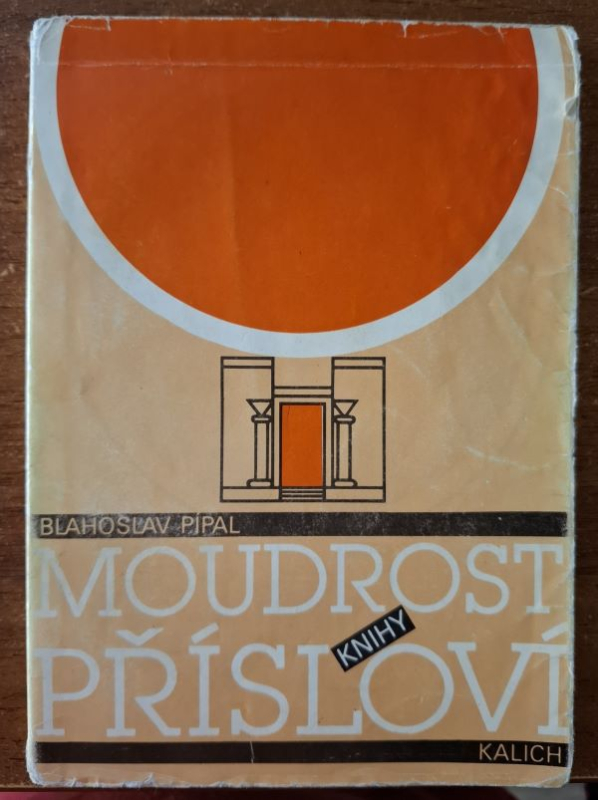 BLAHOSLAV PÍPAL
MOUDROST
KNIHY
PŘÍSLOVÍ
KALICH